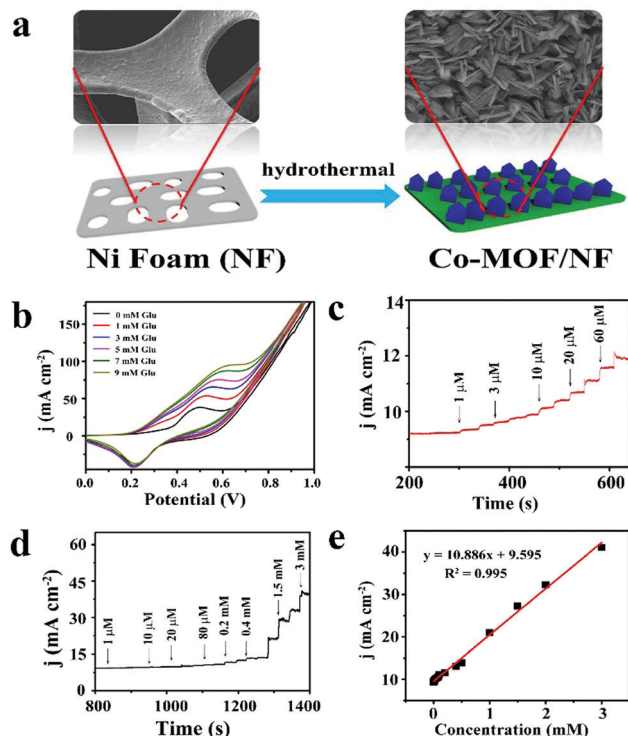 a
hydrothermal
Ni Foam (NF)
Co-MOF/NF
b
0 mM Glu
1 mM Glu
3 mM Glu
5 mM Glu
7 mM Glu
9 mM Glu
150
100
50
0
j (mA cm⁻²)
0.0 0.2 0.4 0.6 0.8 1.0
Potential (V)
c
14
12
10
8
j (mA cm⁻²)
1 μM
3 μM
10 μM
20 μM
60 μM
200 400 600
Time (s)
d
60
45
30
15
0
j (mA cm⁻²)
1 μM
10 μM
20 μM
80 μM
0.2 mM
0.4 mM
1.5 mM
3 mM
800 1000 1200 1400
Time (s)
e
y = 10.886x + 9.595
R² = 0.995
50
40
30
20
10
j (mA cm⁻²)
0 1 2 3
Concentration (mM)